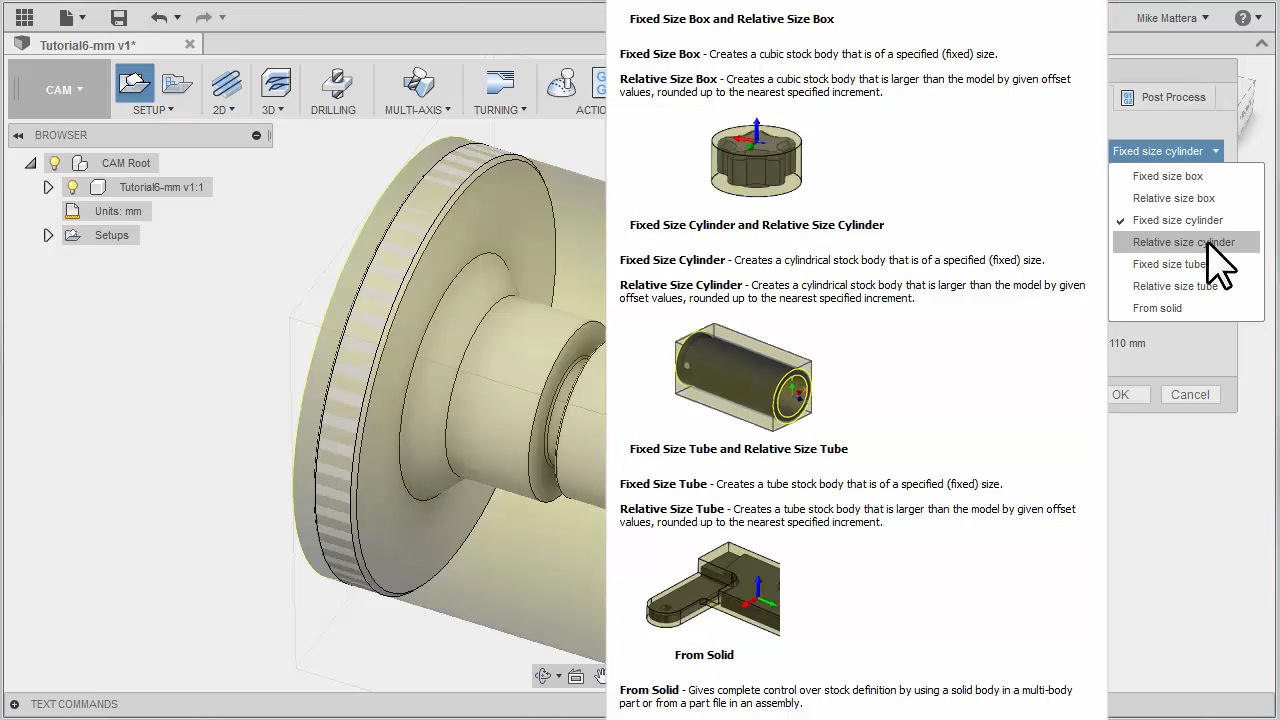 Mike Mattera
Tutorial6-mm v1*
CAM
SETUP
2D
3D
DRILLING
MULTI-AXIS
TURNING
ACTIO
Post Process
BROWSER
CAM Root
Tutorial6-mm v1:1
Units: mm
Setups
Fixed Size Box and Relative Size Box
Fixed Size Box - Creates a cubic stock body that is of a specified (fixed) size.
Relative Size Box - Creates a cubic stock body that is larger than the model by given offset
values, rounded up to the nearest specified increment.
Fixed Size Cylinder and Relative Size Cylinder
Fixed Size Cylinder - Creates a cylindrical stock body that is of a specified (fixed) size.
Relative Size Cylinder - Creates a cylindrical stock body that is larger than the model by given
offset values, rounded up to the nearest specified increment.
Fixed Size Tube and Relative Size Tube
Fixed Size Tube - Creates a tube stock body that is of a specified (fixed) size.
Relative Size Tube - Creates a tube stock body that is larger than the model by given offset
values, rounded up to the nearest specified increment.
From Solid
From Solid - Gives complete control over stock definition by using a solid body in a multi-body
part or from a part file in an assembly.
Fixed size cylinder
Fixed size box
Relative size box
Fixed size cylinder
Relative size cylinder
Fixed size tube
Relative size tube
From solid
110 mm
OK
Cancel
TEXT COMMANDS